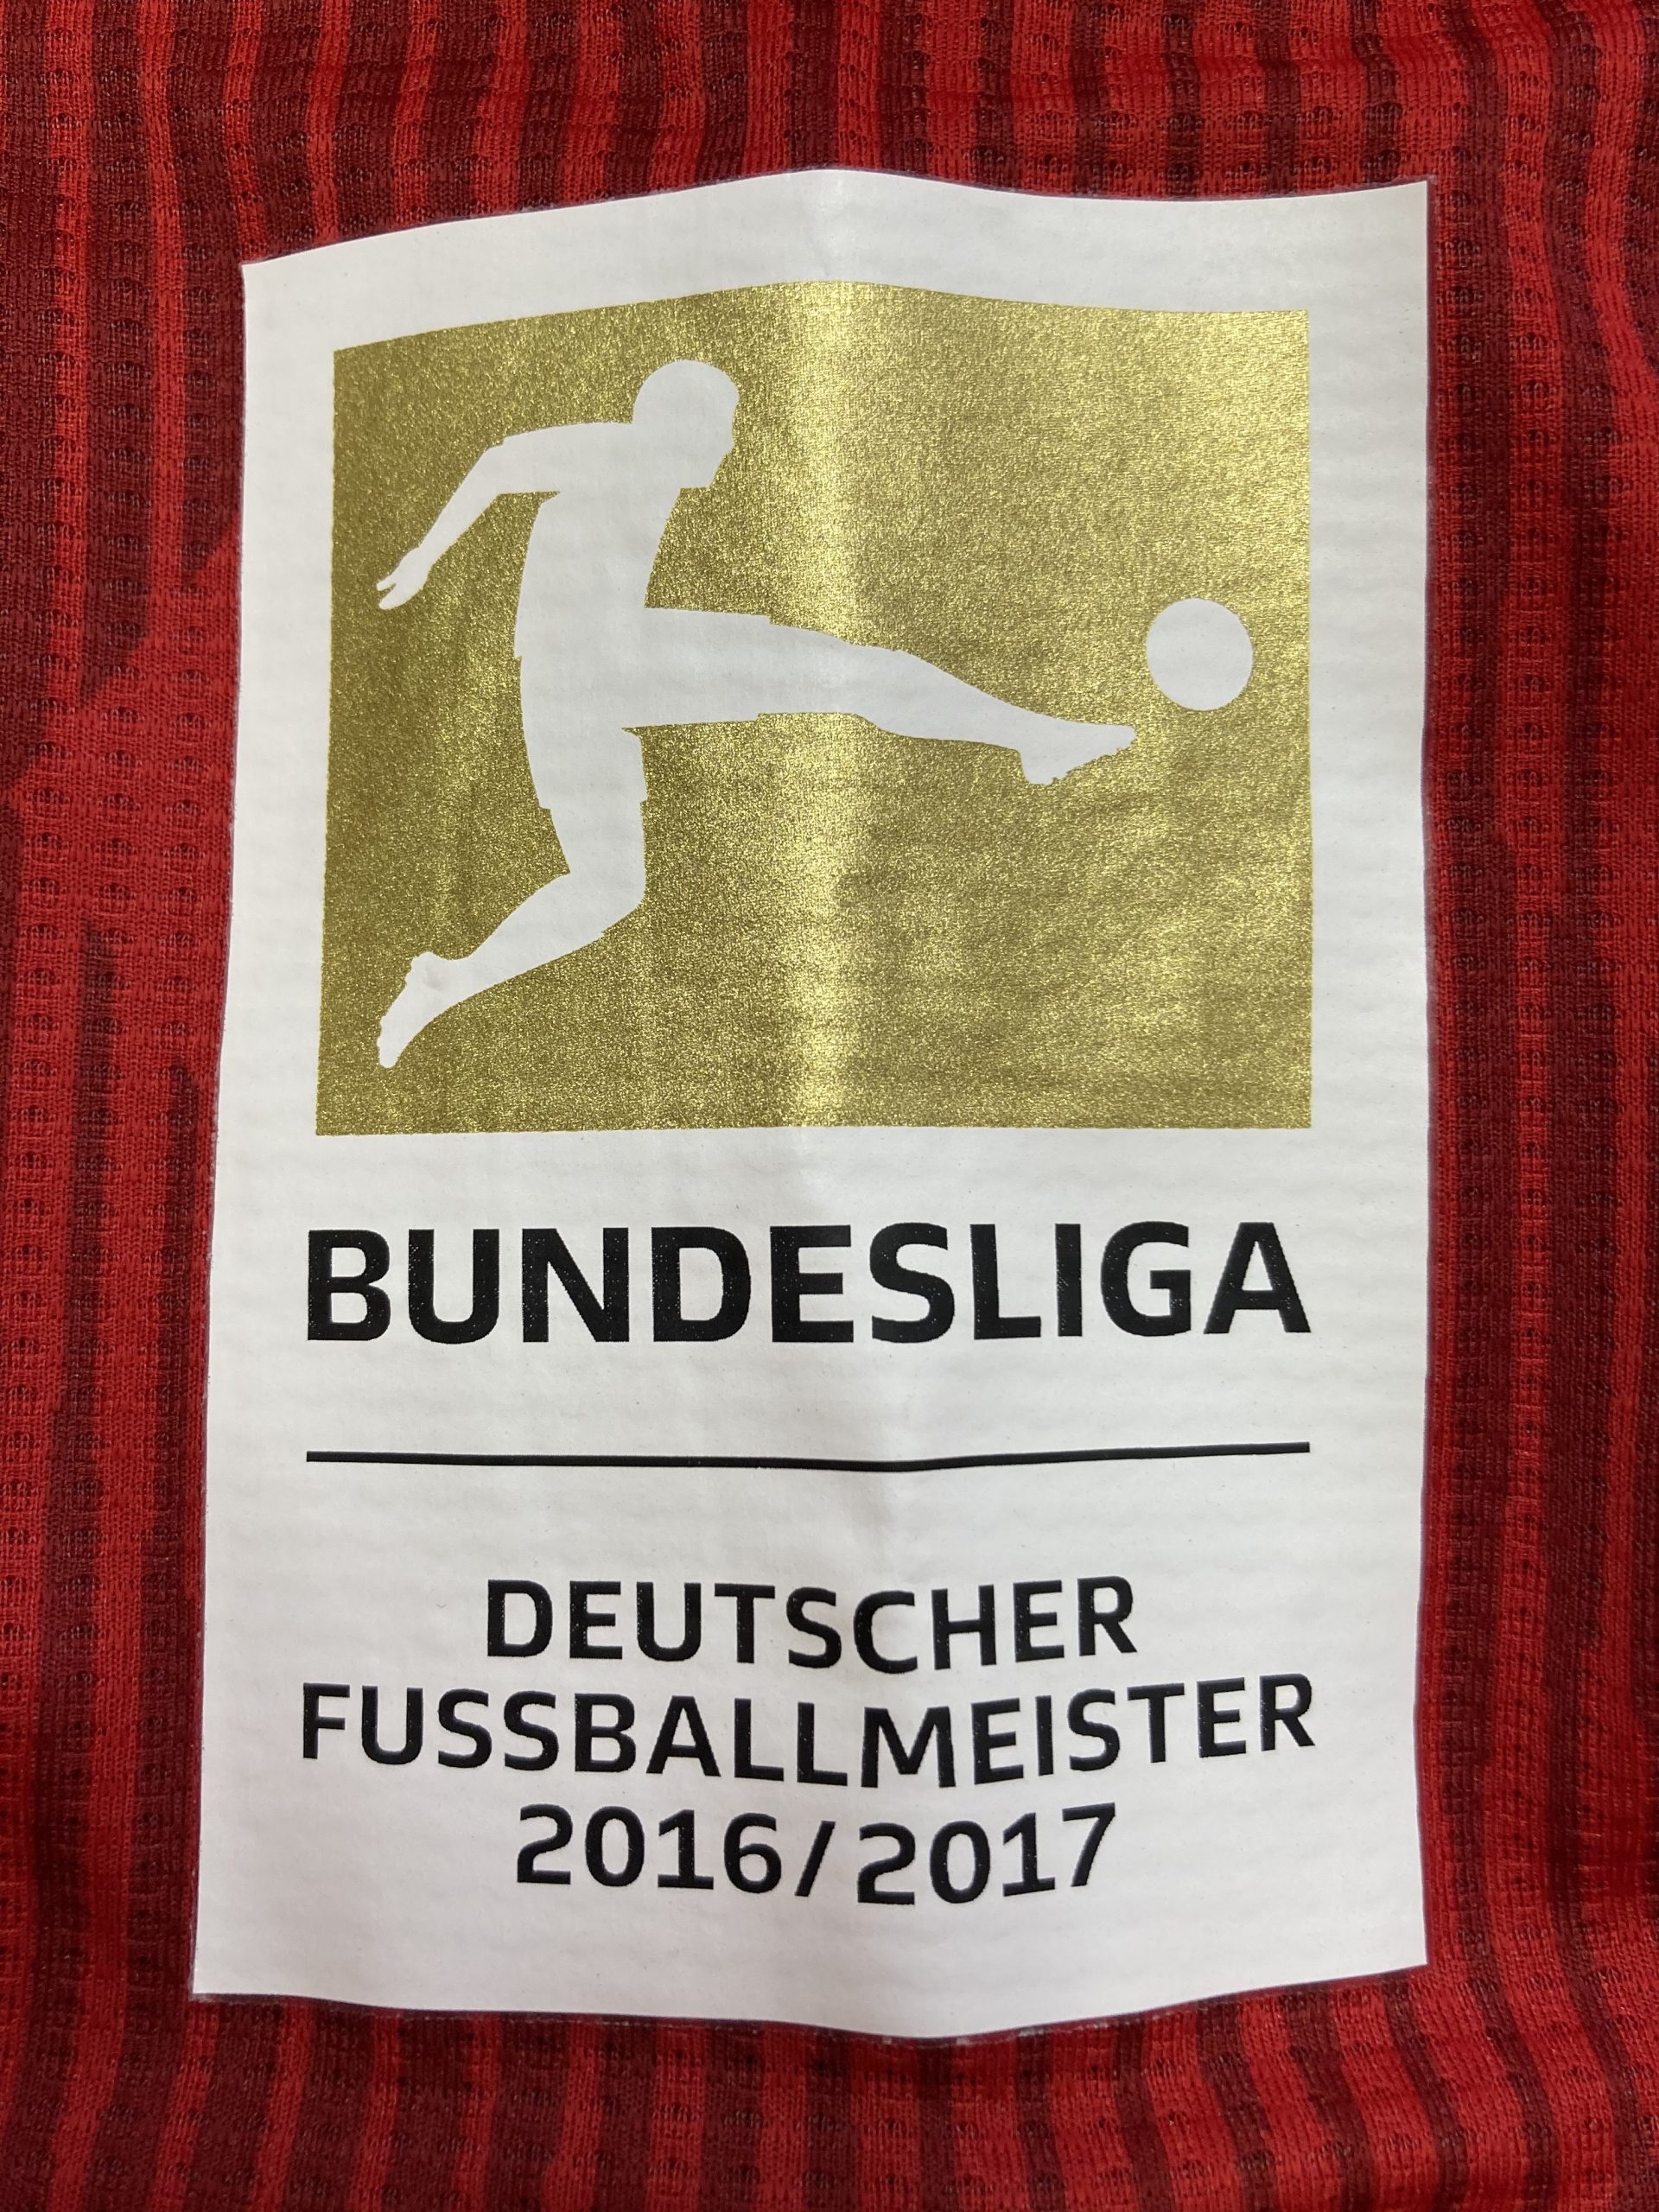 BUNDESLIGA
DEUTSCHER
FUSSBALLMEISTER
2016/2017